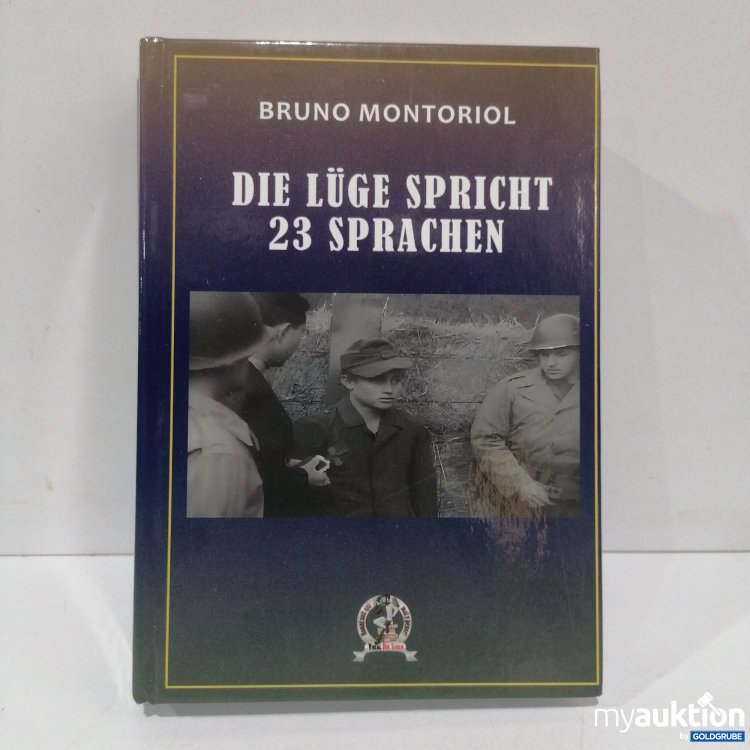 BRUNO MONTORIOL
DIE LÜGE SPRICHT
23 SPRACHEN
myauktion
by GOLDGRUBE